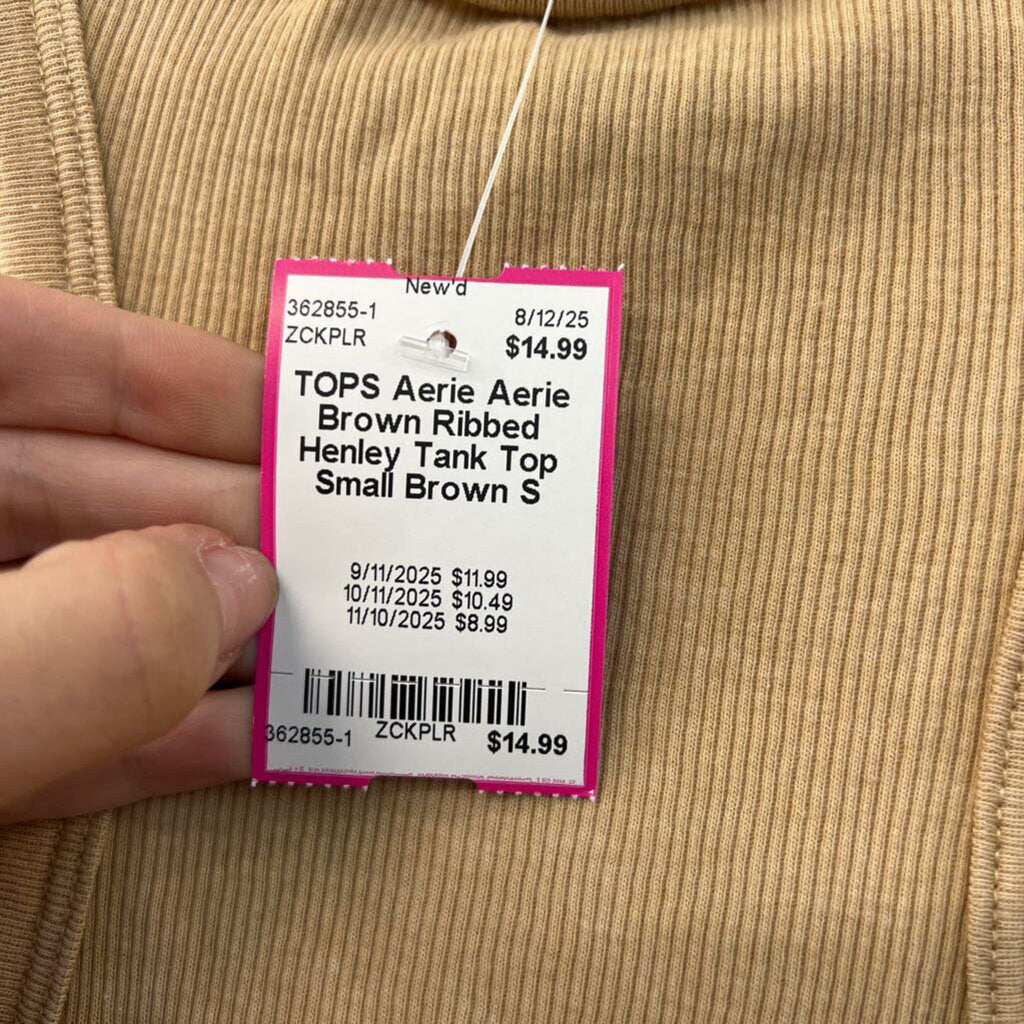 New'd
362855-1 8/12/25
ZCKPLR $14.99
TOPS Aerie Aerie
Brown Ribbed
Henley Tank Top
Small Brown S
9/11/2025 $11.99
10/11/2025 $10.49
11/10/2025 $8.99
362855-1 ZCKPLR $14.99